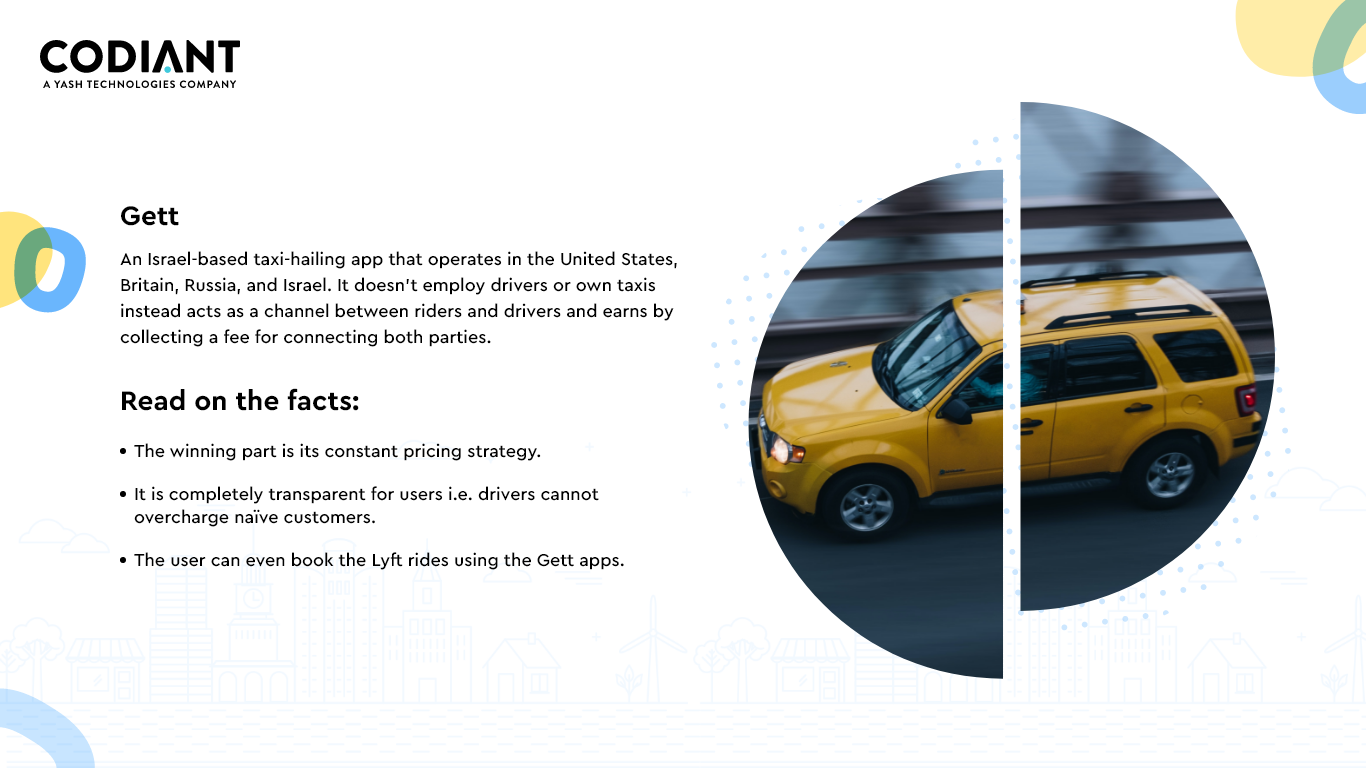 CODIANT
A YASH TECHNOLOGIES COMPANY
Gett
An Israel-based taxi-hailing app that operates in the United States,
Britain, Russia, and Israel. It doesn't employ drivers or own taxis
instead acts as a channel between riders and drivers and earns by
collecting a fee for connecting both parties.
Read on the facts:
• The winning part is its constant pricing strategy.
• It is completely transparent for users i.e. drivers cannot
overcharge naïve customers.
• The user can even book the Lyft rides using the Gett apps.